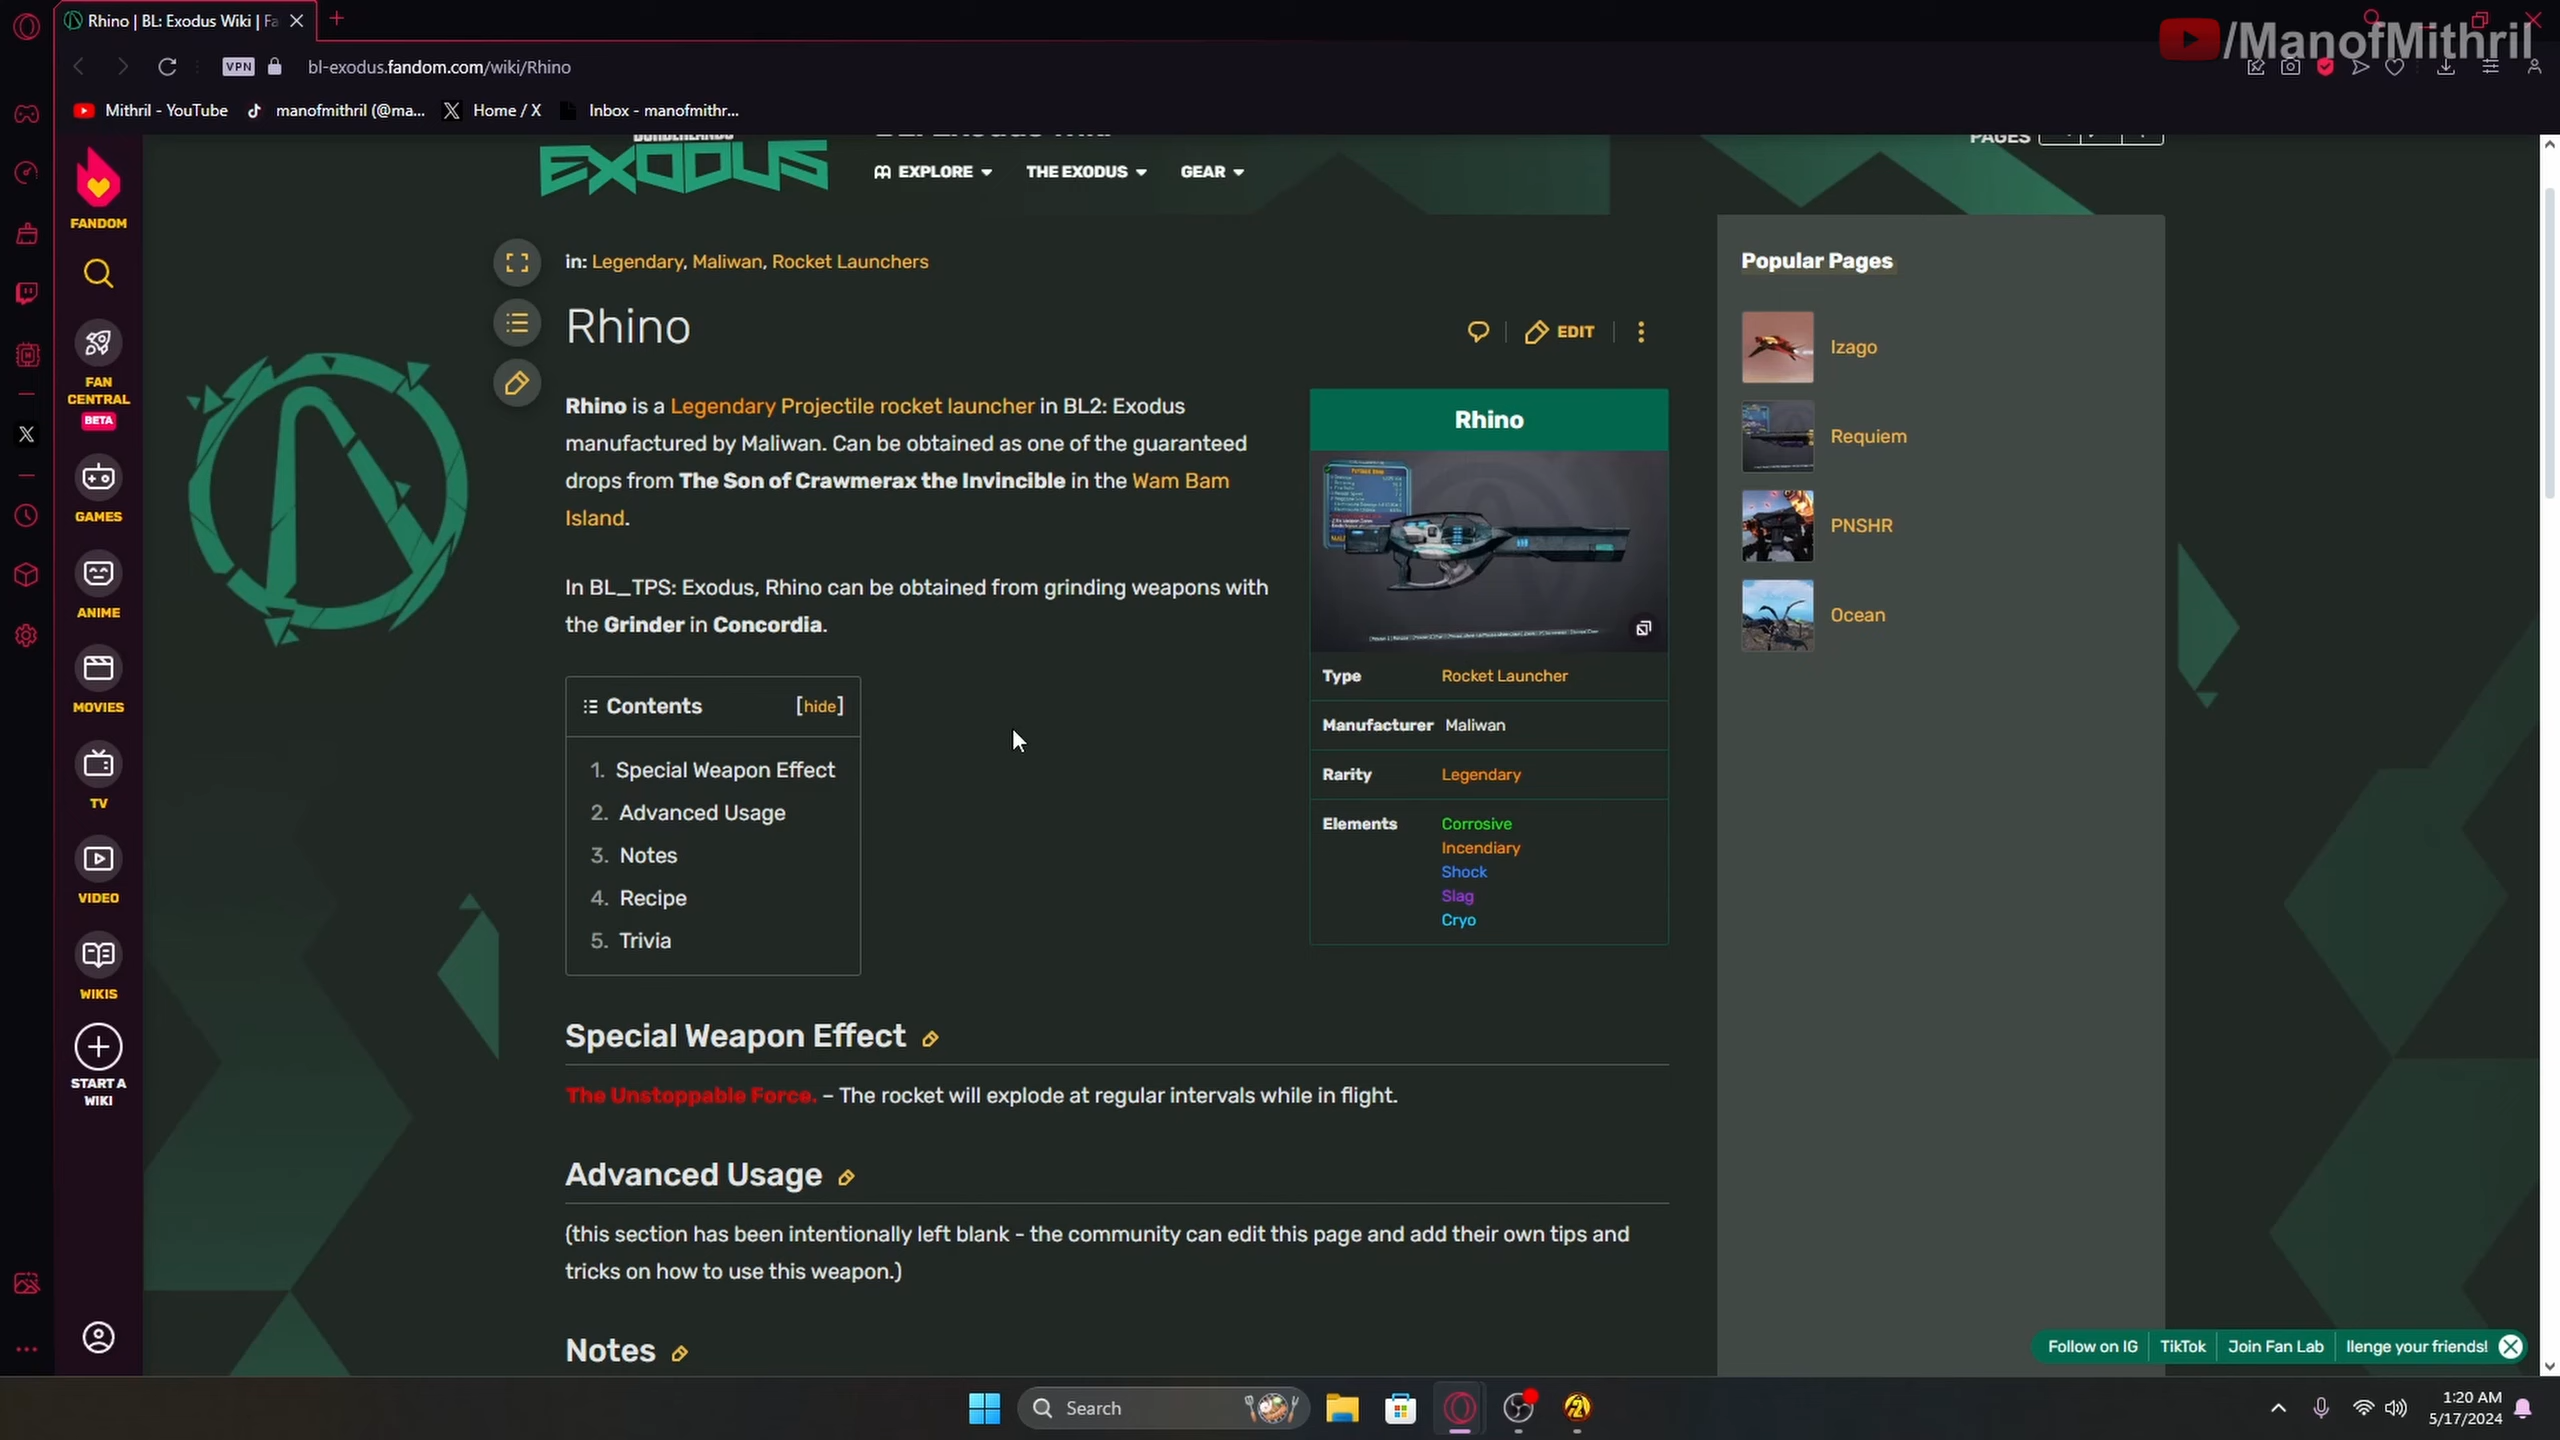 Rhino | BL: Exodus Wiki | Fa
/ManofMithril
VPN
bl-exodus.fandom.com/wiki/Rhino
Mithril - YouTube
manofmithril (@ma...
Home / X
Inbox - manofmithr...
EXODUS
EXPLORE
THE EXODUS
GEAR
PAGES
FANDOM
FAN
CENTRAL
BETA
GAMES
ANIME
MOVIES
TV
VIDEO
WIKIS
START A
WIKI
in: Legendary, Maliwan, Rocket Launchers
Rhino
EDIT
Rhino is a Legendary Projectile rocket launcher in BL2: Exodus
manufactured by Maliwan. Can be obtained as one of the guaranteed
drops from The Son of Crawmerax the Invincible in the Wam Bam
Island.
In BL_TPS: Exodus, Rhino can be obtained from grinding weapons with
the Grinder in Concordia.
Contents [hide]
1. Special Weapon Effect
2. Advanced Usage
3. Notes
4. Recipe
5. Trivia
Rhino
Type Rocket Launcher
Manufacturer Maliwan
Rarity Legendary
Elements Corrosive
Incendiary
Shock
Slag
Cryo
Popular Pages
Izago
Requiem
PNSHR
Ocean
Special Weapon Effect
The Unstoppable Force. – The rocket will explode at regular intervals while in flight.
Advanced Usage
(this section has been intentionally left blank - the community can edit this page and add their own tips and
tricks on how to use this weapon.)
Notes
Follow on IG
TikTok
Join Fan Lab
llenge your friends!
Search
1:20 AM
5/17/2024